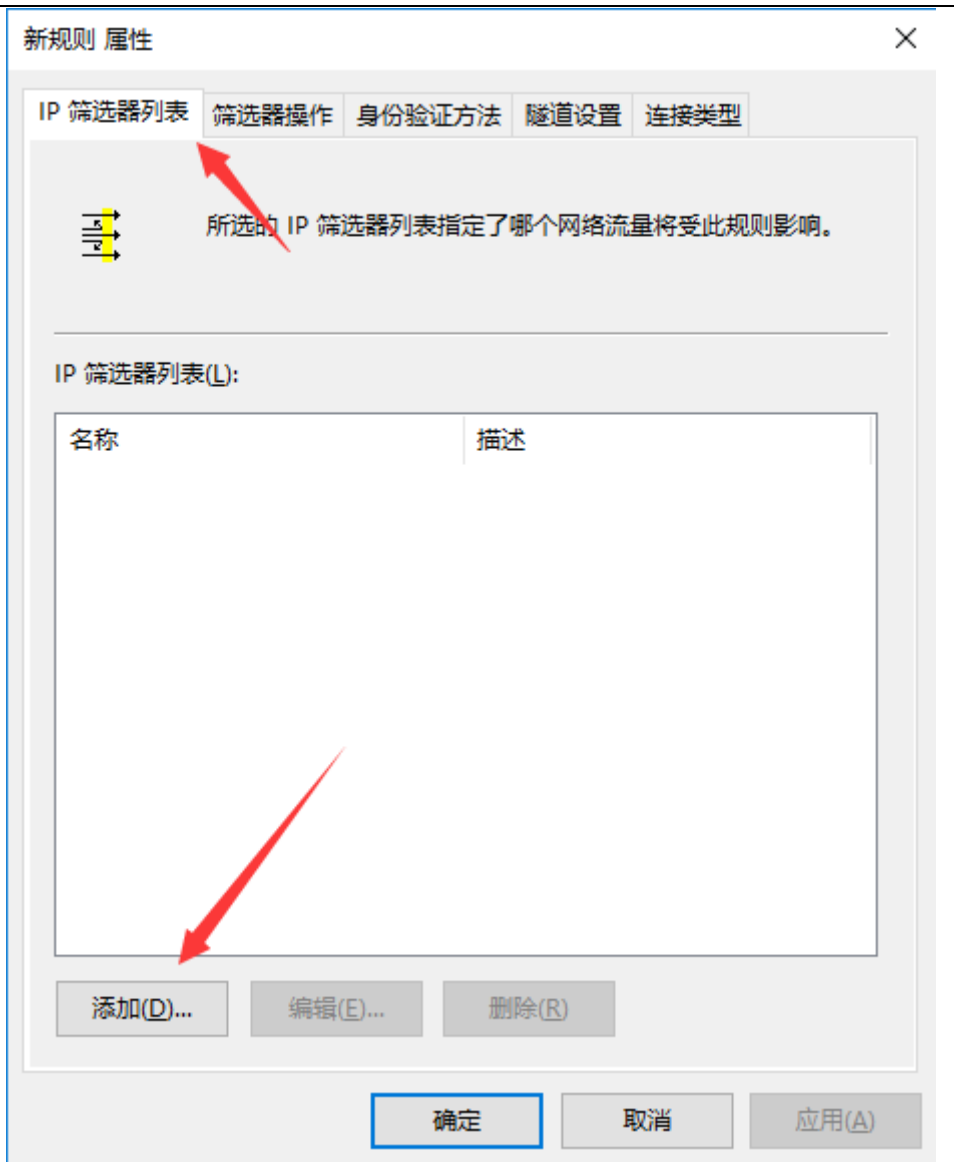 新规则 属性
IP 筛选器列表 筛选器操作 身份验证方法 隧道设置 连接类型
所选的 IP 筛选器列表指定了哪个网络流量将受此规则影响。
IP 筛选器列表(L):
名称 描述
添加(D)... 编辑(E)... 删除(R)
确定 取消 应用(A)